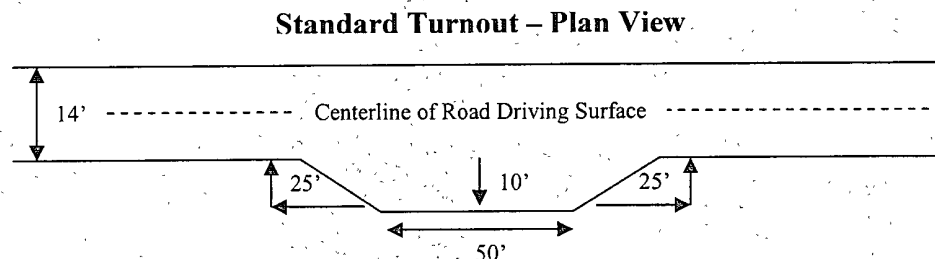 Standard Turnout – Plan View
14' Centerline of Road Driving Surface
25' 10' 25'
50'